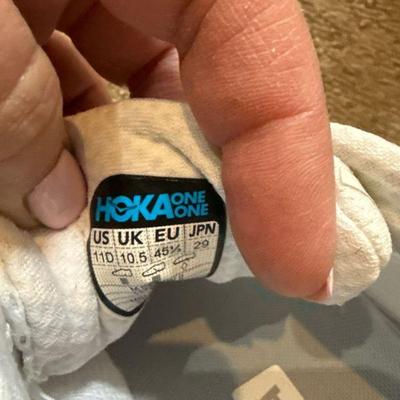 HOKA ONE ONE
US UK EU JPN
11D 10.5 45⅓ 29